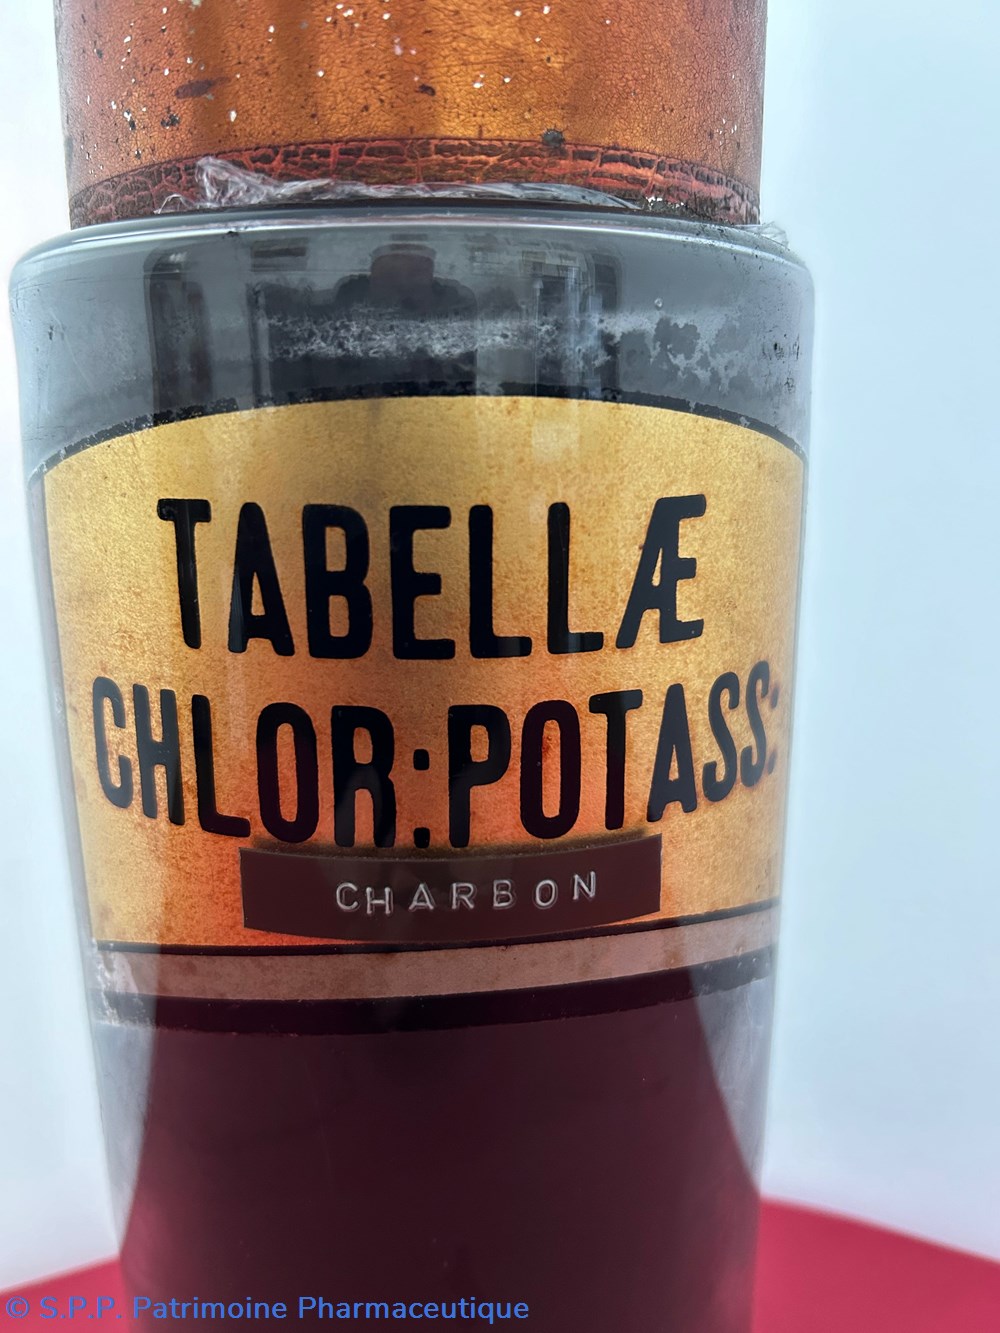 TABELLÆ
CHLOR:POTASS:
CHARBON
© S.P.P. Patrimoine Pharmaceutique